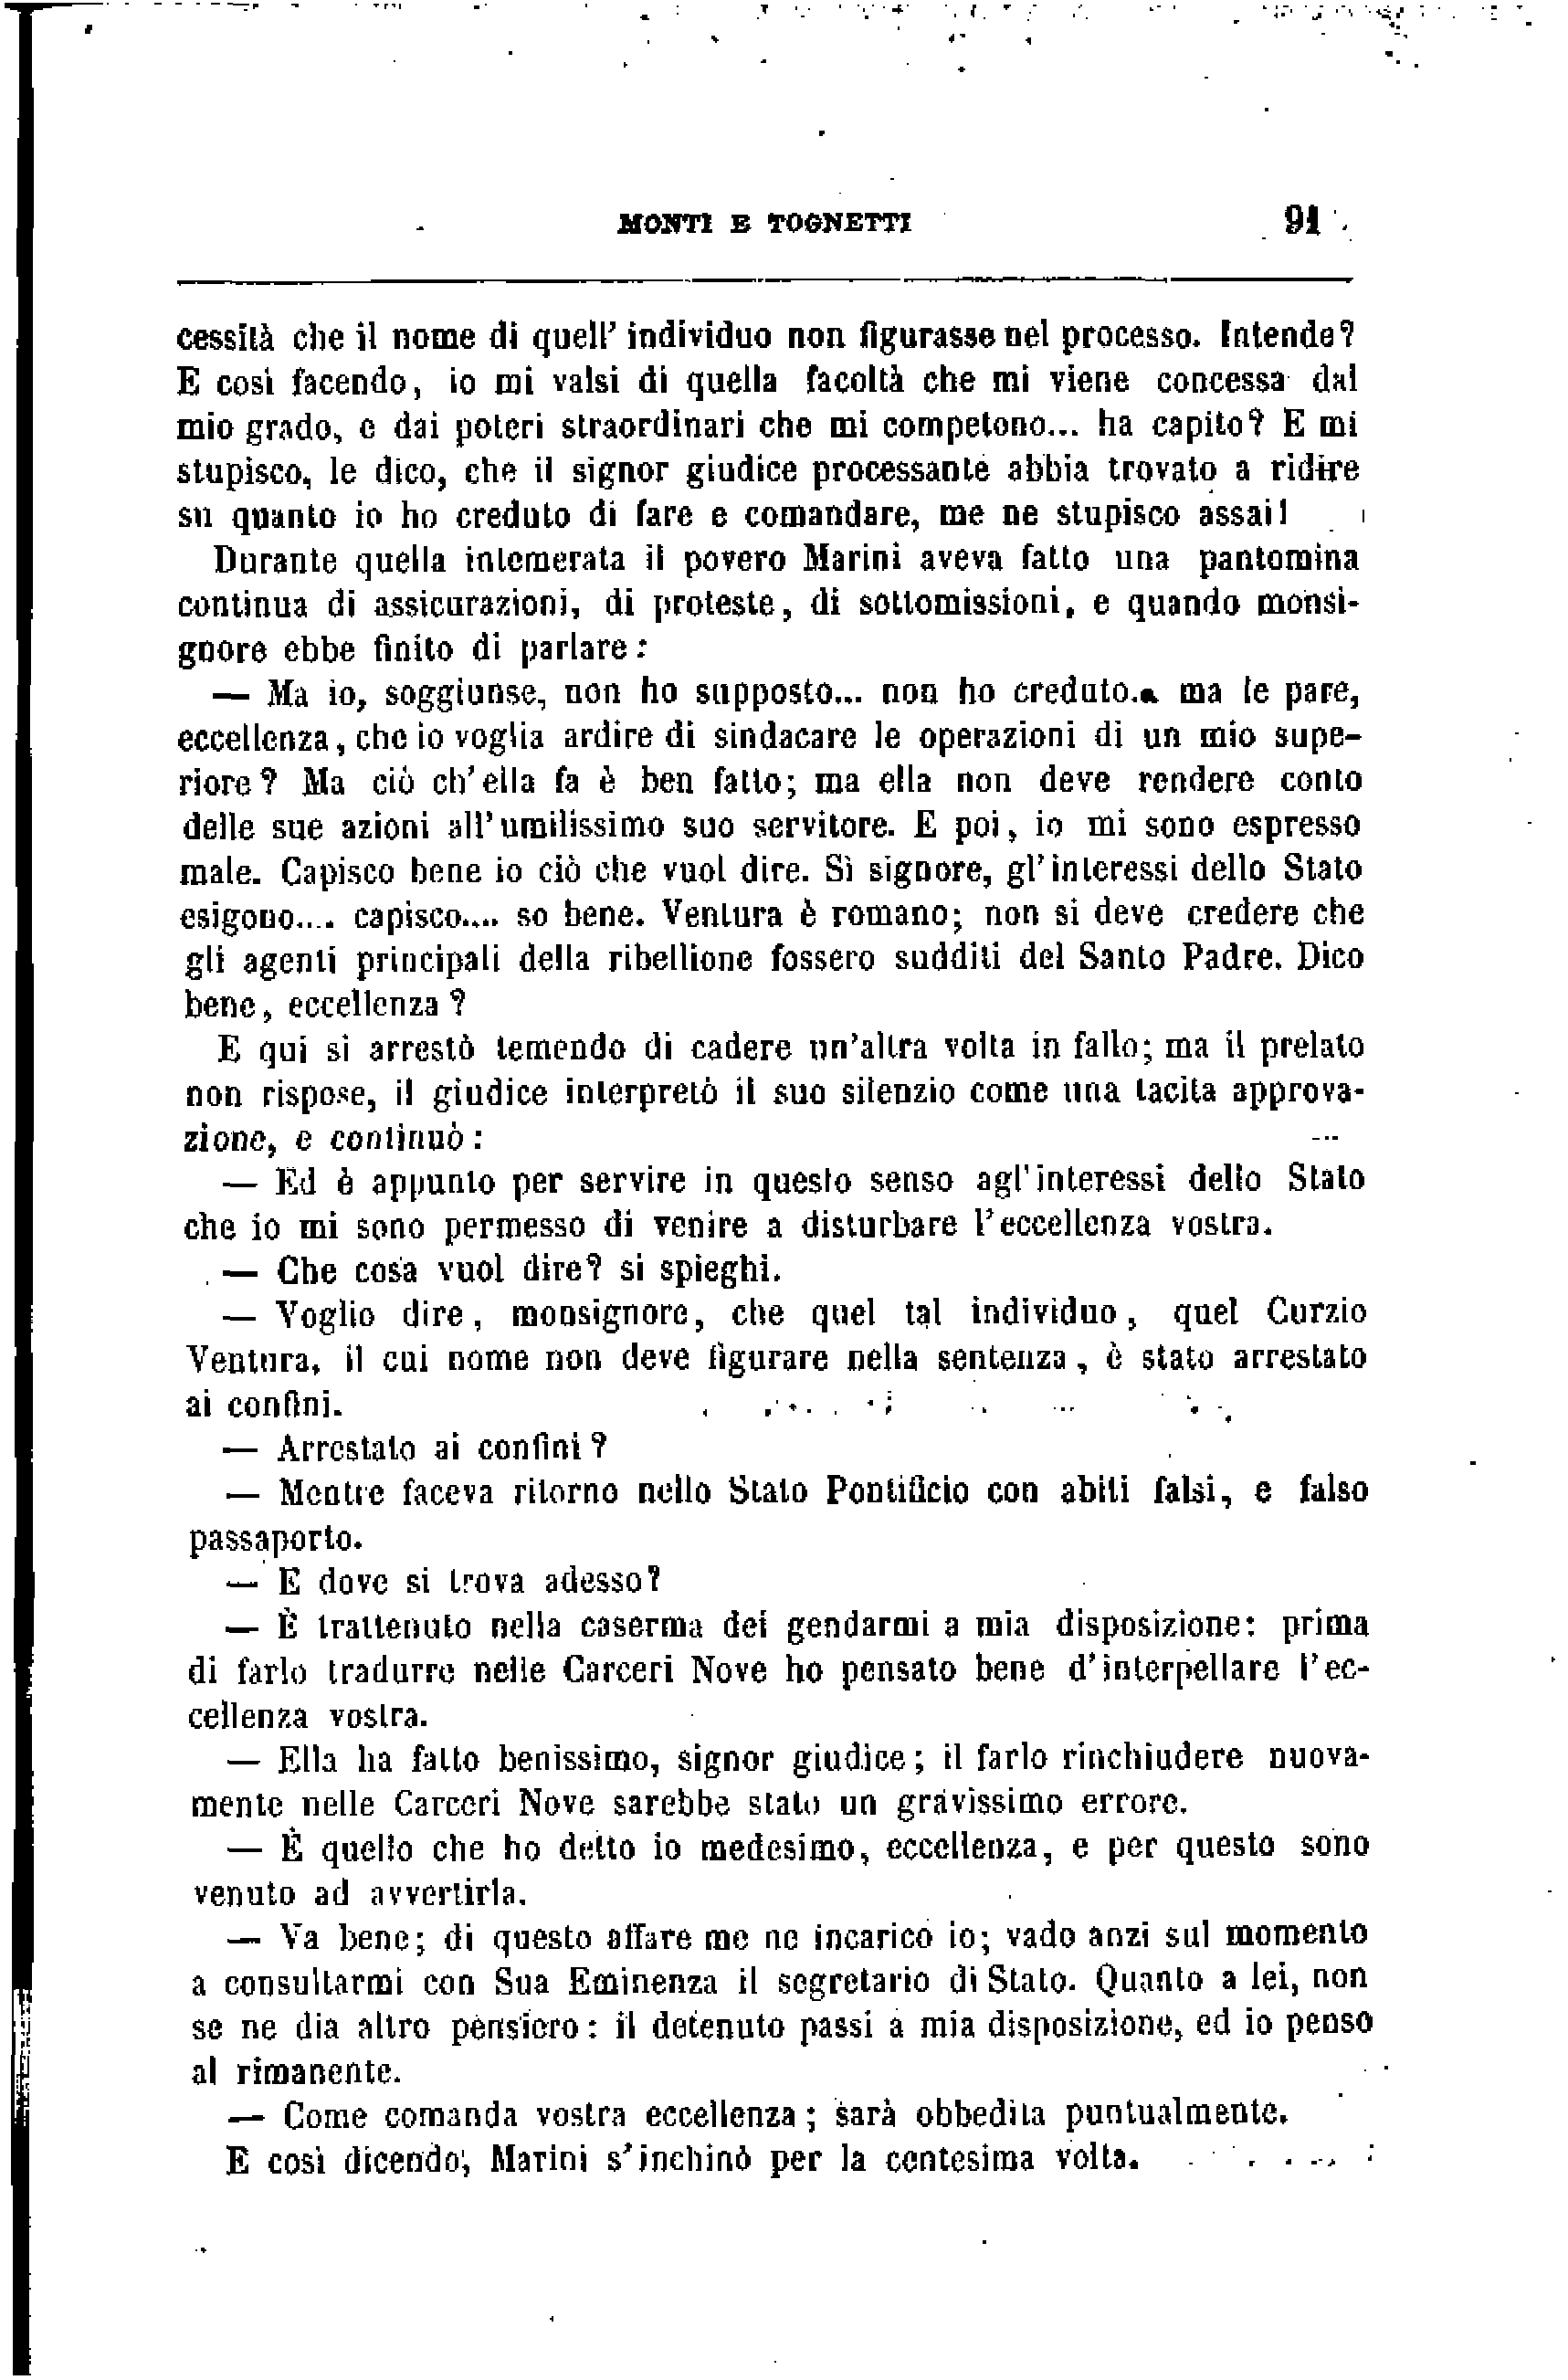 MONTI E TOGNETTI 91
cessità che il nome di quell' individuo non figurasse nel processo. Intende?
E così facendo, io mi valsi di quella facoltà che mi viene concessa dal
mio grado, e dai poteri straordinari che mi competono... ha capito? E mi
stupisco, le dico, che il signor giudice processante abbia trovato a ridire
su quanto io ho creduto di fare e comandare, me ne stupisco assai!
Durante quella intemerata il povero Marini aveva fatto una pantomina
continua di assicurazioni, di proteste, di sottomissioni, e quando monsi-
gnore ebbe finito di parlare:
— Ma io, soggiunse, non ho supposto... non ho creduto... ma le pare,
eccellenza, che io voglia ardire di sindacare le operazioni di un mio supe-
riore? Ma ciò ch'ella fa è ben fatto; ma ella non deve rendere conto
delle sue azioni all'umilissimo suo servitore. E poi, io mi sono espresso
male. Capisco bene io ciò che vuol dire. Sì signore, gl'interessi dello Stato
esigono.... capisco.... so bene. Ventura è romano; non si deve credere che
gli agenti principali della ribellione fossero sudditi del Santo Padre. Dico
bene, eccellenza?
E qui si arrestò temendo di cadere un'altra volta in fallo; ma il prelato
non rispose, il giudice interpretò il suo silenzio come una tacita approva-
zione, e continuò:
— Ed è appunto per servire in questo senso agl'interessi dello Stato
che io mi sono permesso di venire a disturbare l'eccellenza vostra.
— Che cosa vuol dire? si spieghi.
— Voglio dire, monsignore, che quel tal individuo, quel Curzio
Ventura, il cui nome non deve figurare nella sentenza, è stato arrestato
ai confini.
— Arrestato ai confini?
— Mentre faceva ritorno nello Stato Pontificio con abiti falsi, e falso
passaporto.
— E dove si trova adesso?
— È trattenuto nella caserma dei gendarmi a mia disposizione: prima
di farlo tradurre nelle Carceri Nove ho pensato bene d'interpellare l'ec-
cellenza vostra.
— Ella ha fatto benissimo, signor giudice; il farlo rinchiudere nuova-
mente nelle Carceri Nove sarebbe stato un gravissimo errore.
— È quello che ho detto io medesimo, eccellenza, e per questo sono
venuto ad avvertirla.
— Va bene; di questo affare me ne incarico io; vado anzi sul momento
a consultarmi con Sua Eminenza il segretario di Stato. Quanto a lei, non
se ne dia altro pensiero: il detenuto passi a mia disposizione, ed io penso
al rimanente.
— Come comanda vostra eccellenza; sarà obbedita puntualmente.
E così dicendo, Marini s'inchinò per la centesima volta.